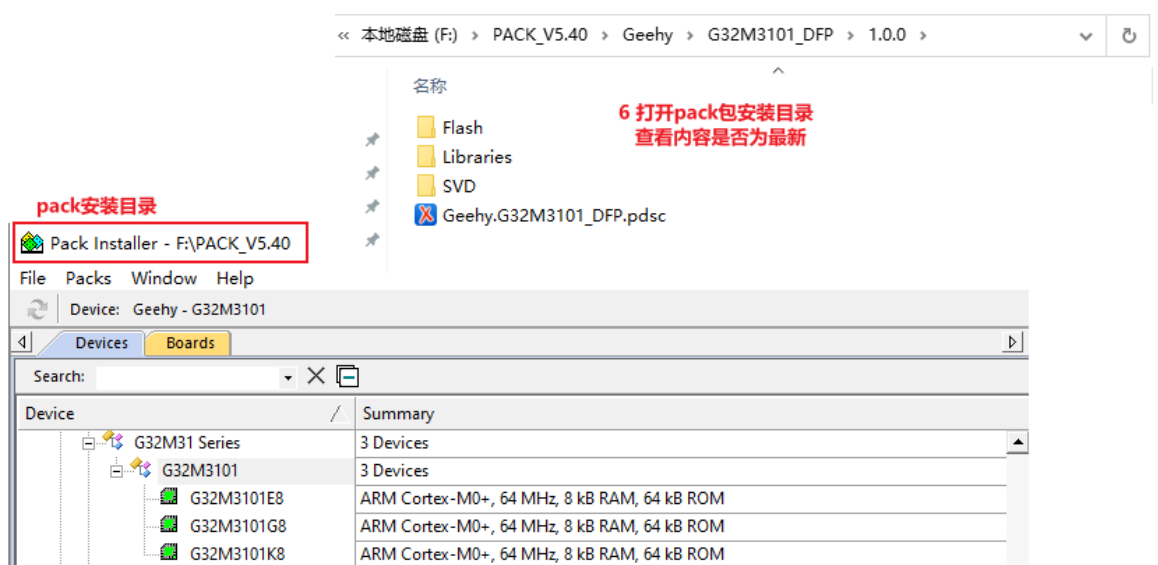 « 本地磁盘 (F:) › PACK_V5.40 › Geehy › G32M3101_DFP › 1.0.0 ›
名称
6 打开pack包安装目录
查看内容是否为最新
Flash
Libraries
SVD
Geehy.G32M3101_DFP.pdsc
pack安装目录
Pack Installer - F:\PACK_V5.40
File Packs Window Help
Device: Geehy - G32M3101
Devices Boards
Search:
Device Summary
G32M31 Series 3 Devices
G32M3101 3 Devices
G32M3101E8 ARM Cortex-M0+, 64 MHz, 8 kB RAM, 64 kB ROM
G32M3101G8 ARM Cortex-M0+, 64 MHz, 8 kB RAM, 64 kB ROM
G32M3101K8 ARM Cortex-M0+, 64 MHz, 8 kB RAM, 64 kB ROM